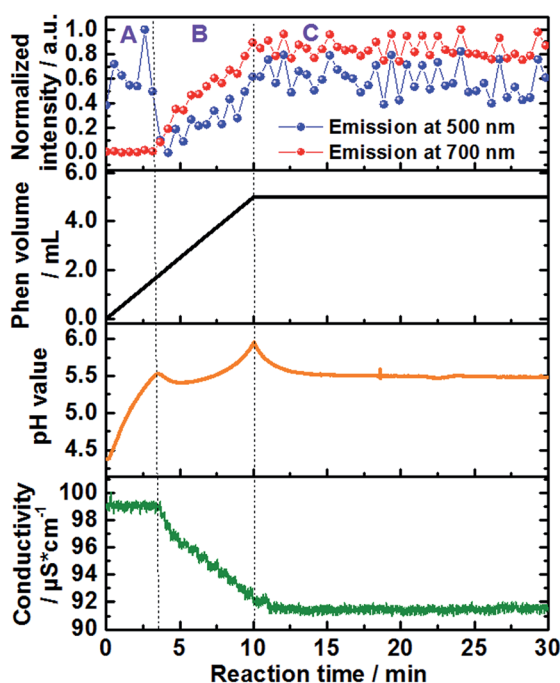 A B C
Normalized
intensity / a.u.
1.0
0.8
0.6
0.4
0.2
0.0
Emission at 500 nm
Emission at 700 nm
Phen volume
/ mL
6.0
4.0
2.0
0.0
pH value
6.0
5.5
5.0
4.5
Conductivity
/ µS*cm-1
100
98
96
94
92
91
0 5 10 15 20 25 30
Reaction time / min